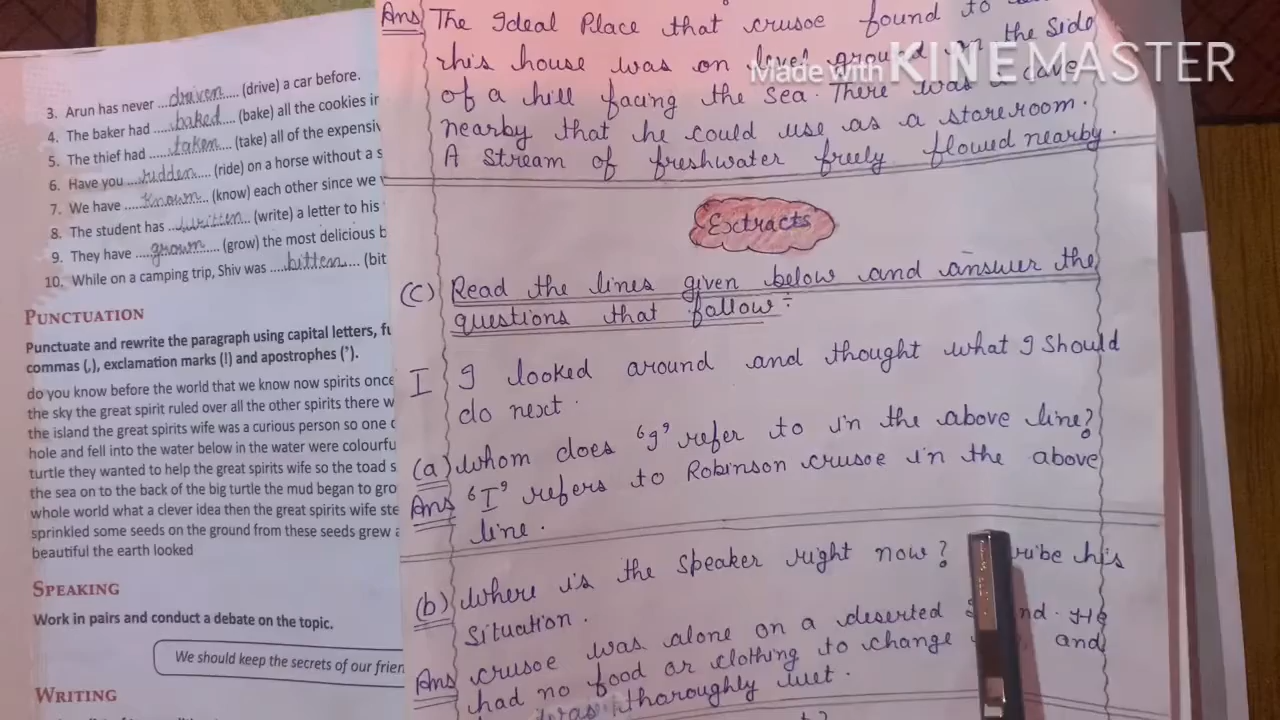 3. Arun has never ...driven.... (drive) a car before.
4. The baker had .....baked..... (bake) all the cookies in
5. The thief had ......taken..... (take) all of the expensiv
6. Have you ....ridden.... (ride) on a horse without a s
7. We have .....known..... (know) each other since we
8. The student has ...written.... (write) a letter to his
9. They have ...grown.... (grow) the most delicious b
10. While on a camping trip, Shiv was ....bitten.... (bit
PUNCTUATION
Punctuate and rewrite the paragraph using capital letters, fu
commas (,), exclamation marks (!) and apostrophes (').
do you know before the world that we know now spirits once
the sky the great spirit ruled over all the other spirits there w
the island the great spirits wife was a curious person so one
hole and fell into the water below in the water were colourfu
turtle they wanted to help the great spirits wife so the toad s
the sea on to the back of the big turtle the mud began to gro
whole world what a clever idea then the great spirits wife ste
sprinkled some seeds on the ground from these seeds grew a
beautiful the earth looked
SPEAKING
Work in pairs and conduct a debate on the topic.
We should keep the secrets of our frien
WRITING
Ans The Ideal Place that crusoe found to
this house was on level ground on the side
of a hill facing the sea. There was a cave
nearby that he could use as a storeroom.
A stream of freshwater freely flowed nearby.
Made with KINEMASTER
Extracts
(C) Read the lines given below and answer the
questions that follow:-
I I looked around and thought what I should
do next.
(a) whom does 'I' refer to in the above line?
Ans 'I' refers to Robinson crusoe in the above
line.
(b) where is the speaker right now? ribe his
situation.
Ans crusoe was alone on a deserted nd. He
had no food or clothing to change and
was thoroughly wet.